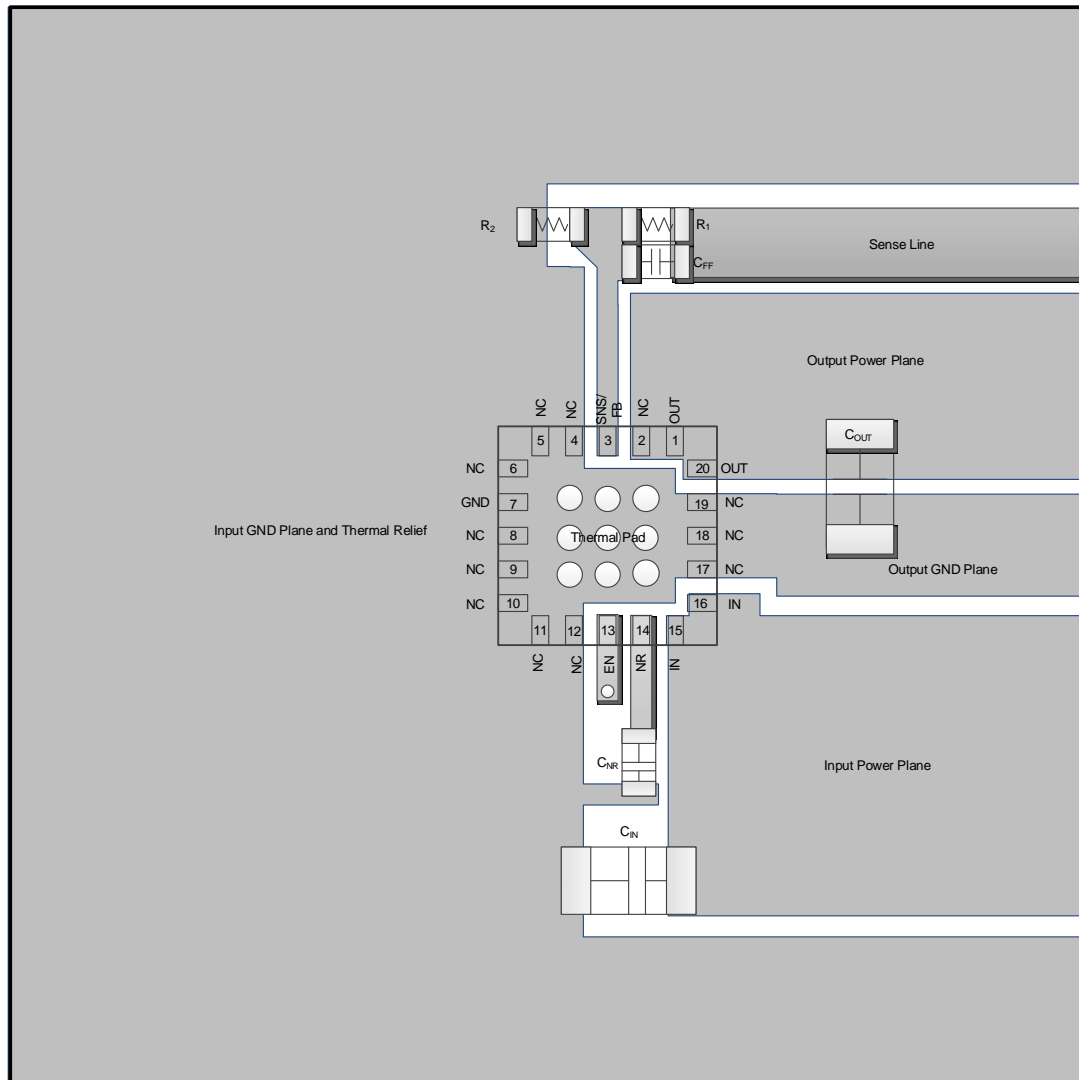 R2
R1
Sense Line
CFF
Output Power Plane
NC
NC
SNS/
FB
NC
OUT
COUT
5
4
3
2
1
NC
6
20
OUT
GND
7
19
NC
Input GND Plane and Thermal Relief
NC
8
Thermal Pad
18
NC
NC
9
17
NC
Output GND Plane
NC
10
16
IN
11
12
13
14
15
NC
NC
EN
NR
IN
CNR
Input Power Plane
CIN